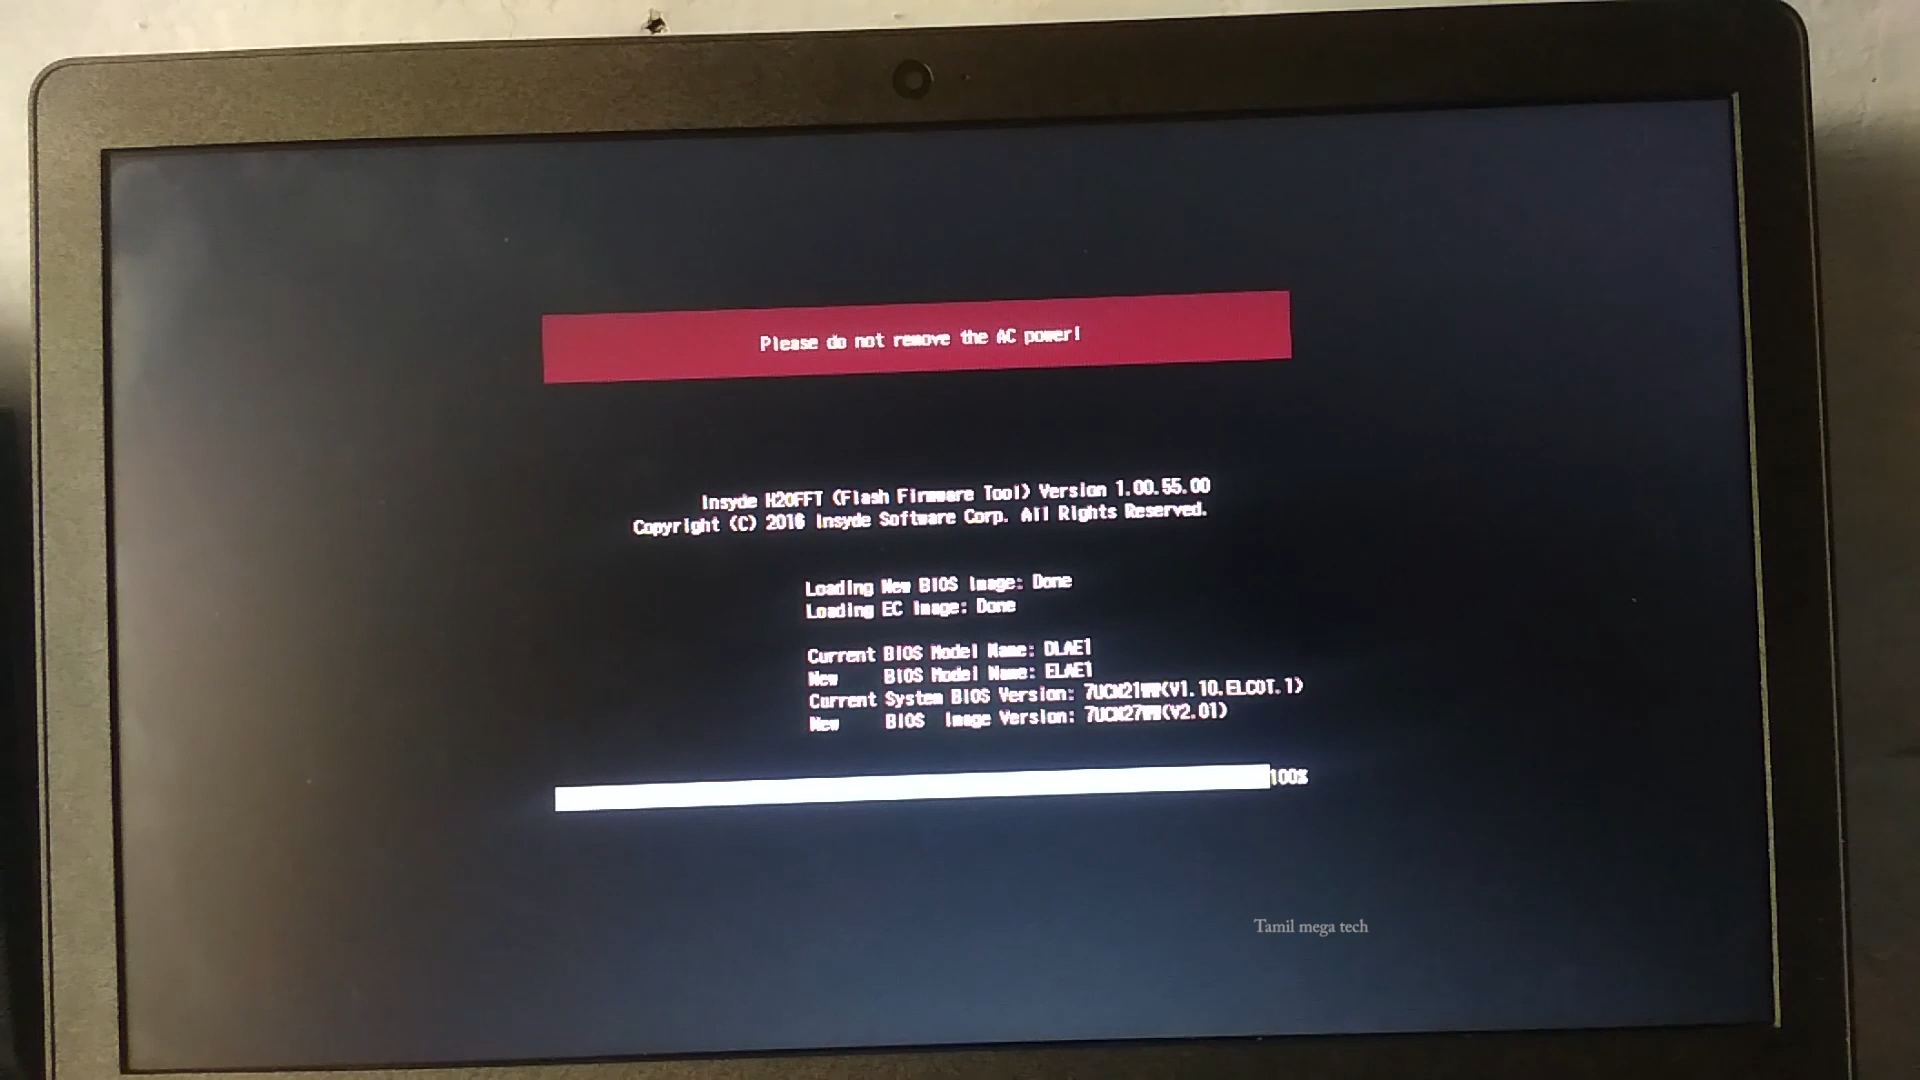 Please do not remove the AC power!
Insyde H2OFFT (Flash Firmware Tool) Version 1.00.55.00
Copyright (C) 2016 Insyde Software Corp. All Rights Reserved.
Loading New BIOS Image: Done
Loading EC Image: Done
Current BIOS Model Name: DLAE1
New BIOS Model Name: ELAE1
Current System BIOS Version: 7UCN21WW(V1.10.ELCOT.1)
New BIOS Image Version: 7UCN27WW(V2.01)
100%
Tamil mega tech